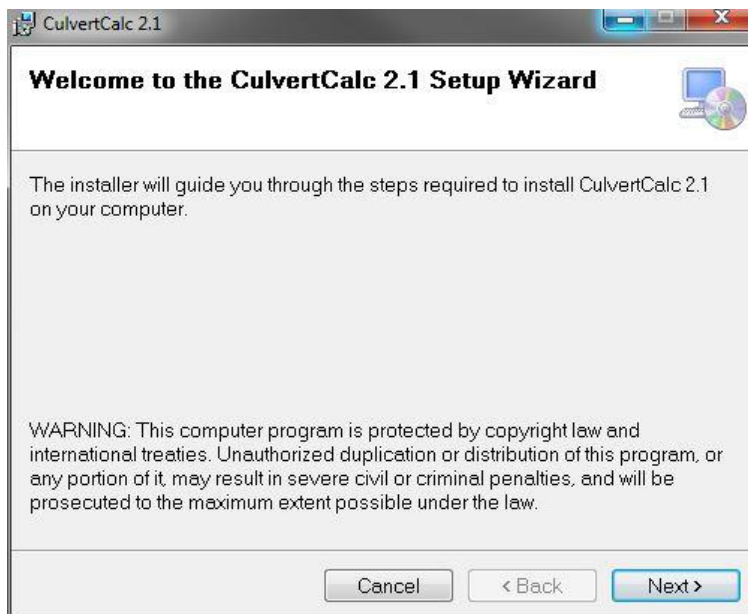 CulvertCalc 2.1
Welcome to the CulvertCalc 2.1 Setup Wizard
The installer will guide you through the steps required to install CulvertCalc 2.1
on your computer.
WARNING: This computer program is protected by copyright law and
international treaties. Unauthorized duplication or distribution of this program, or
any portion of it, may result in severe civil or criminal penalties, and will be
prosecuted to the maximum extent possible under the law.
Cancel < Back Next >